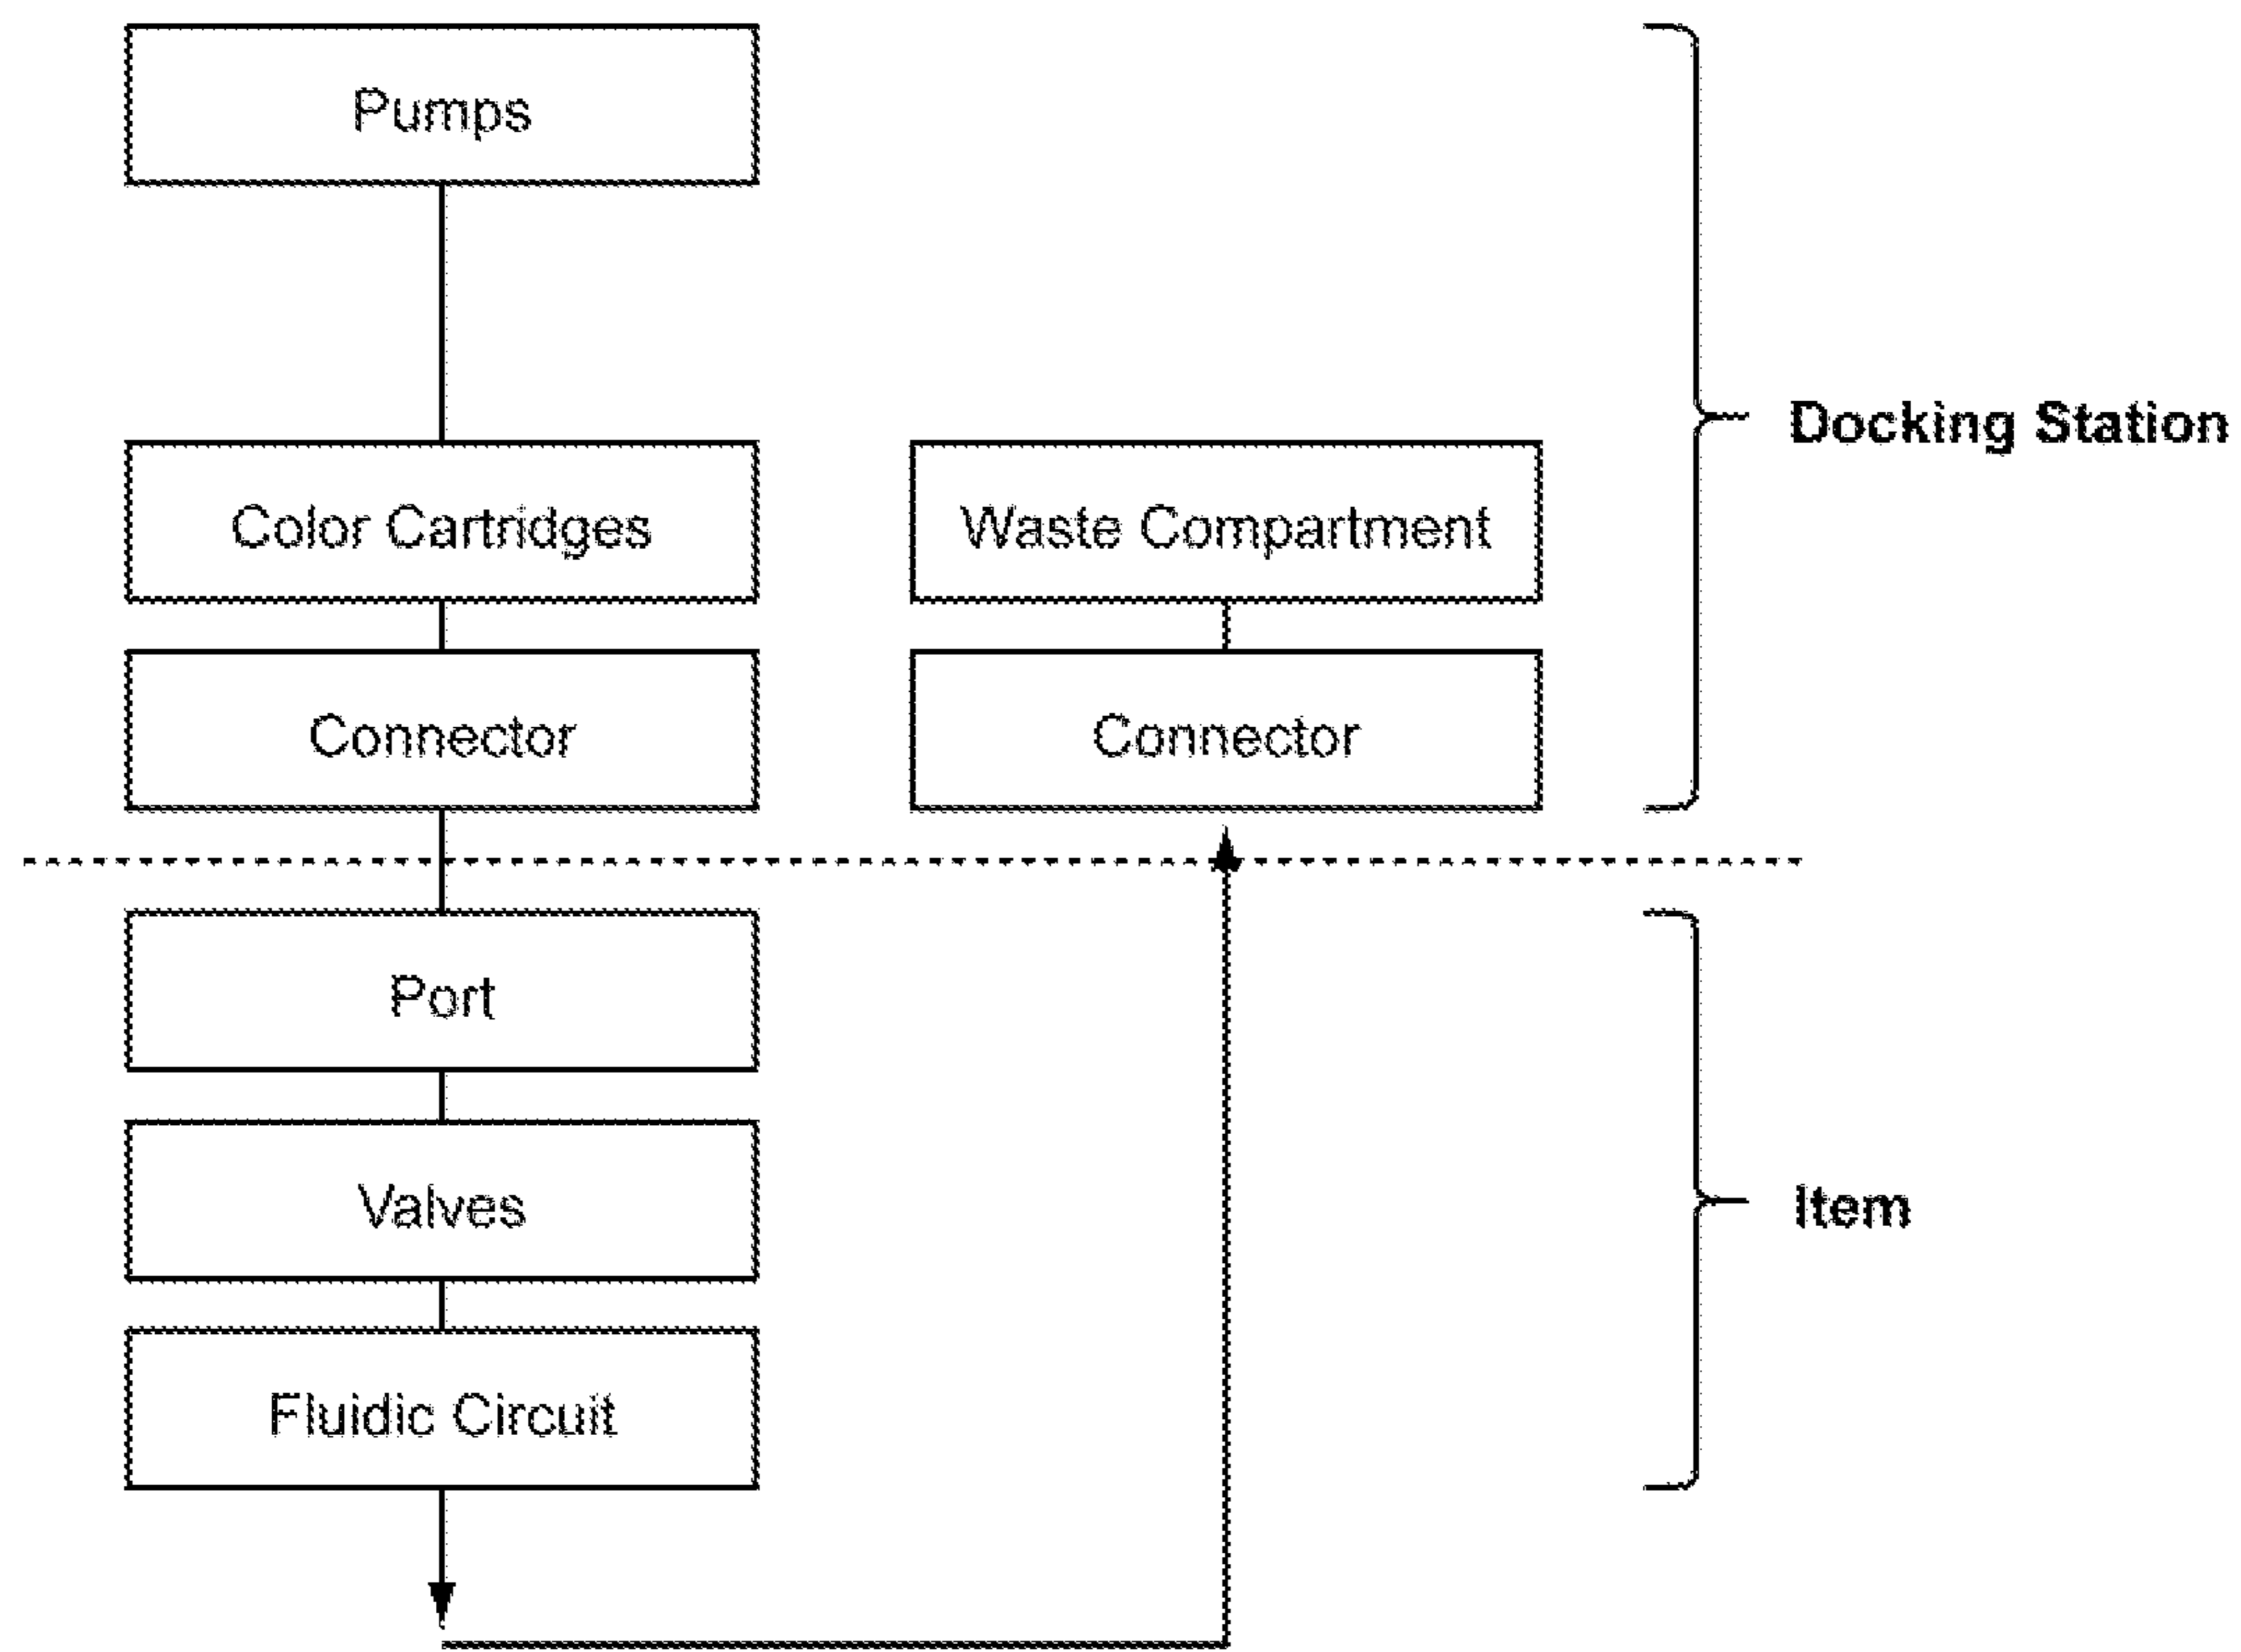 Pumps
Docking Station
Color Cartridges
Waste Compartment
Connector
Connector
Port
Valves
Item
Fluidic Circuit